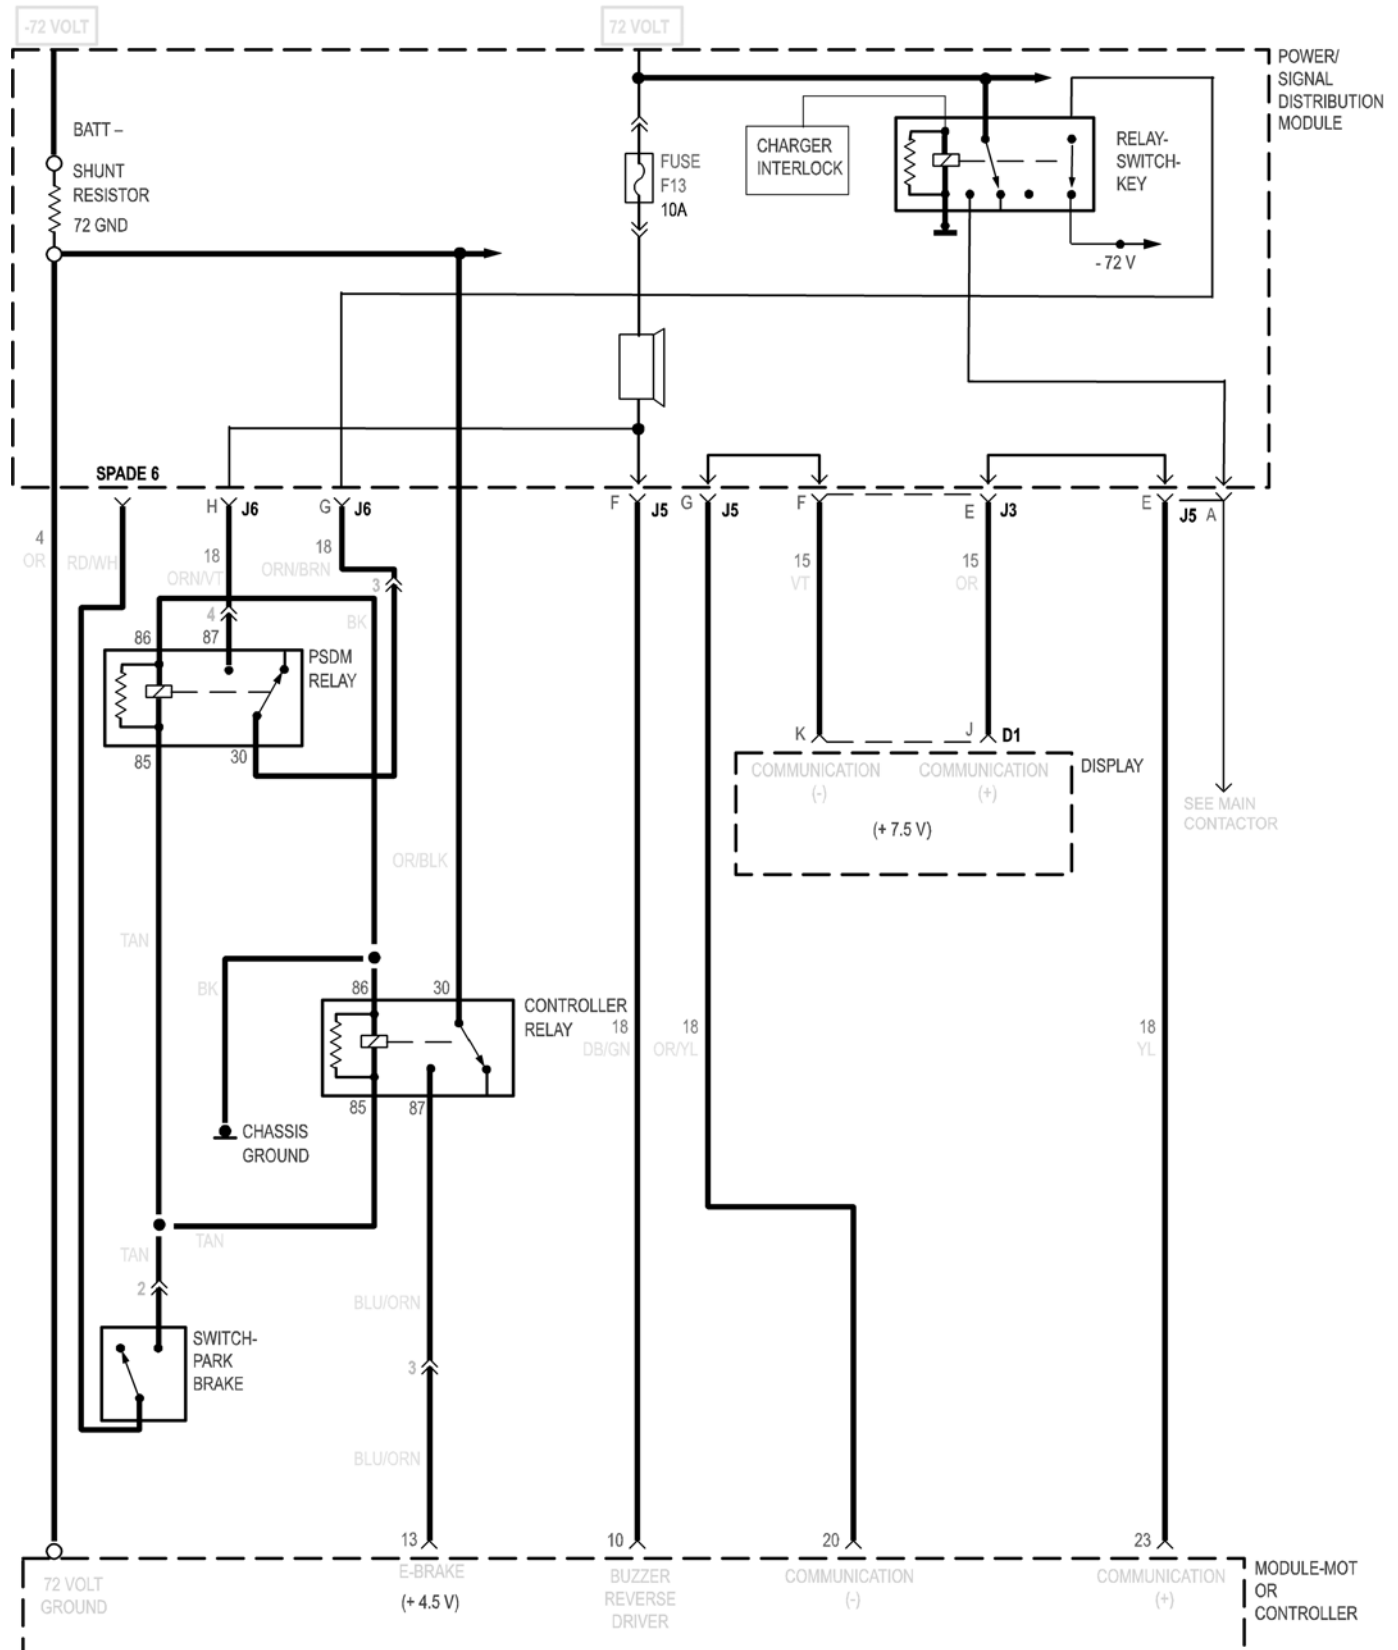 -72 VOLT
72 VOLT
POWER/
SIGNAL
DISTRIBUTION
MODULE
BATT –
SHUNT
RESISTOR
72 GND
FUSE
F13
10A
CHARGER
INTERLOCK
RELAY-
SWITCH-
KEY
- 72 V
SPADE 6
H J6
G J6
F J5
G J5
F
E J3
E J5 A
4
OR
RD/WH
18
ORN/VT
18
ORN/BRN
3
BK
4
15
VT
15
OR
86
87
PSDM
RELAY
85
30
K
J D1
DISPLAY
COMMUNICATION
(-)
COMMUNICATION
(+)
(+ 7.5 V)
SEE MAIN
CONTACTOR
OR/BLK
TAN
BK
86
30
CONTROLLER
RELAY
85
87
18
DB/GN
18
OR/YL
18
YL
CHASSIS
GROUND
TAN
TAN
2
BLU/ORN
SWITCH-
PARK
BRAKE
3
BLU/ORN
13
10
20
23
72 VOLT
GROUND
E-BRAKE
(+ 4.5 V)
BUZZER
REVERSE
DRIVER
COMMUNICATION
(-)
COMMUNICATION
(+)
MODULE-MOT
OR
CONTROLLER